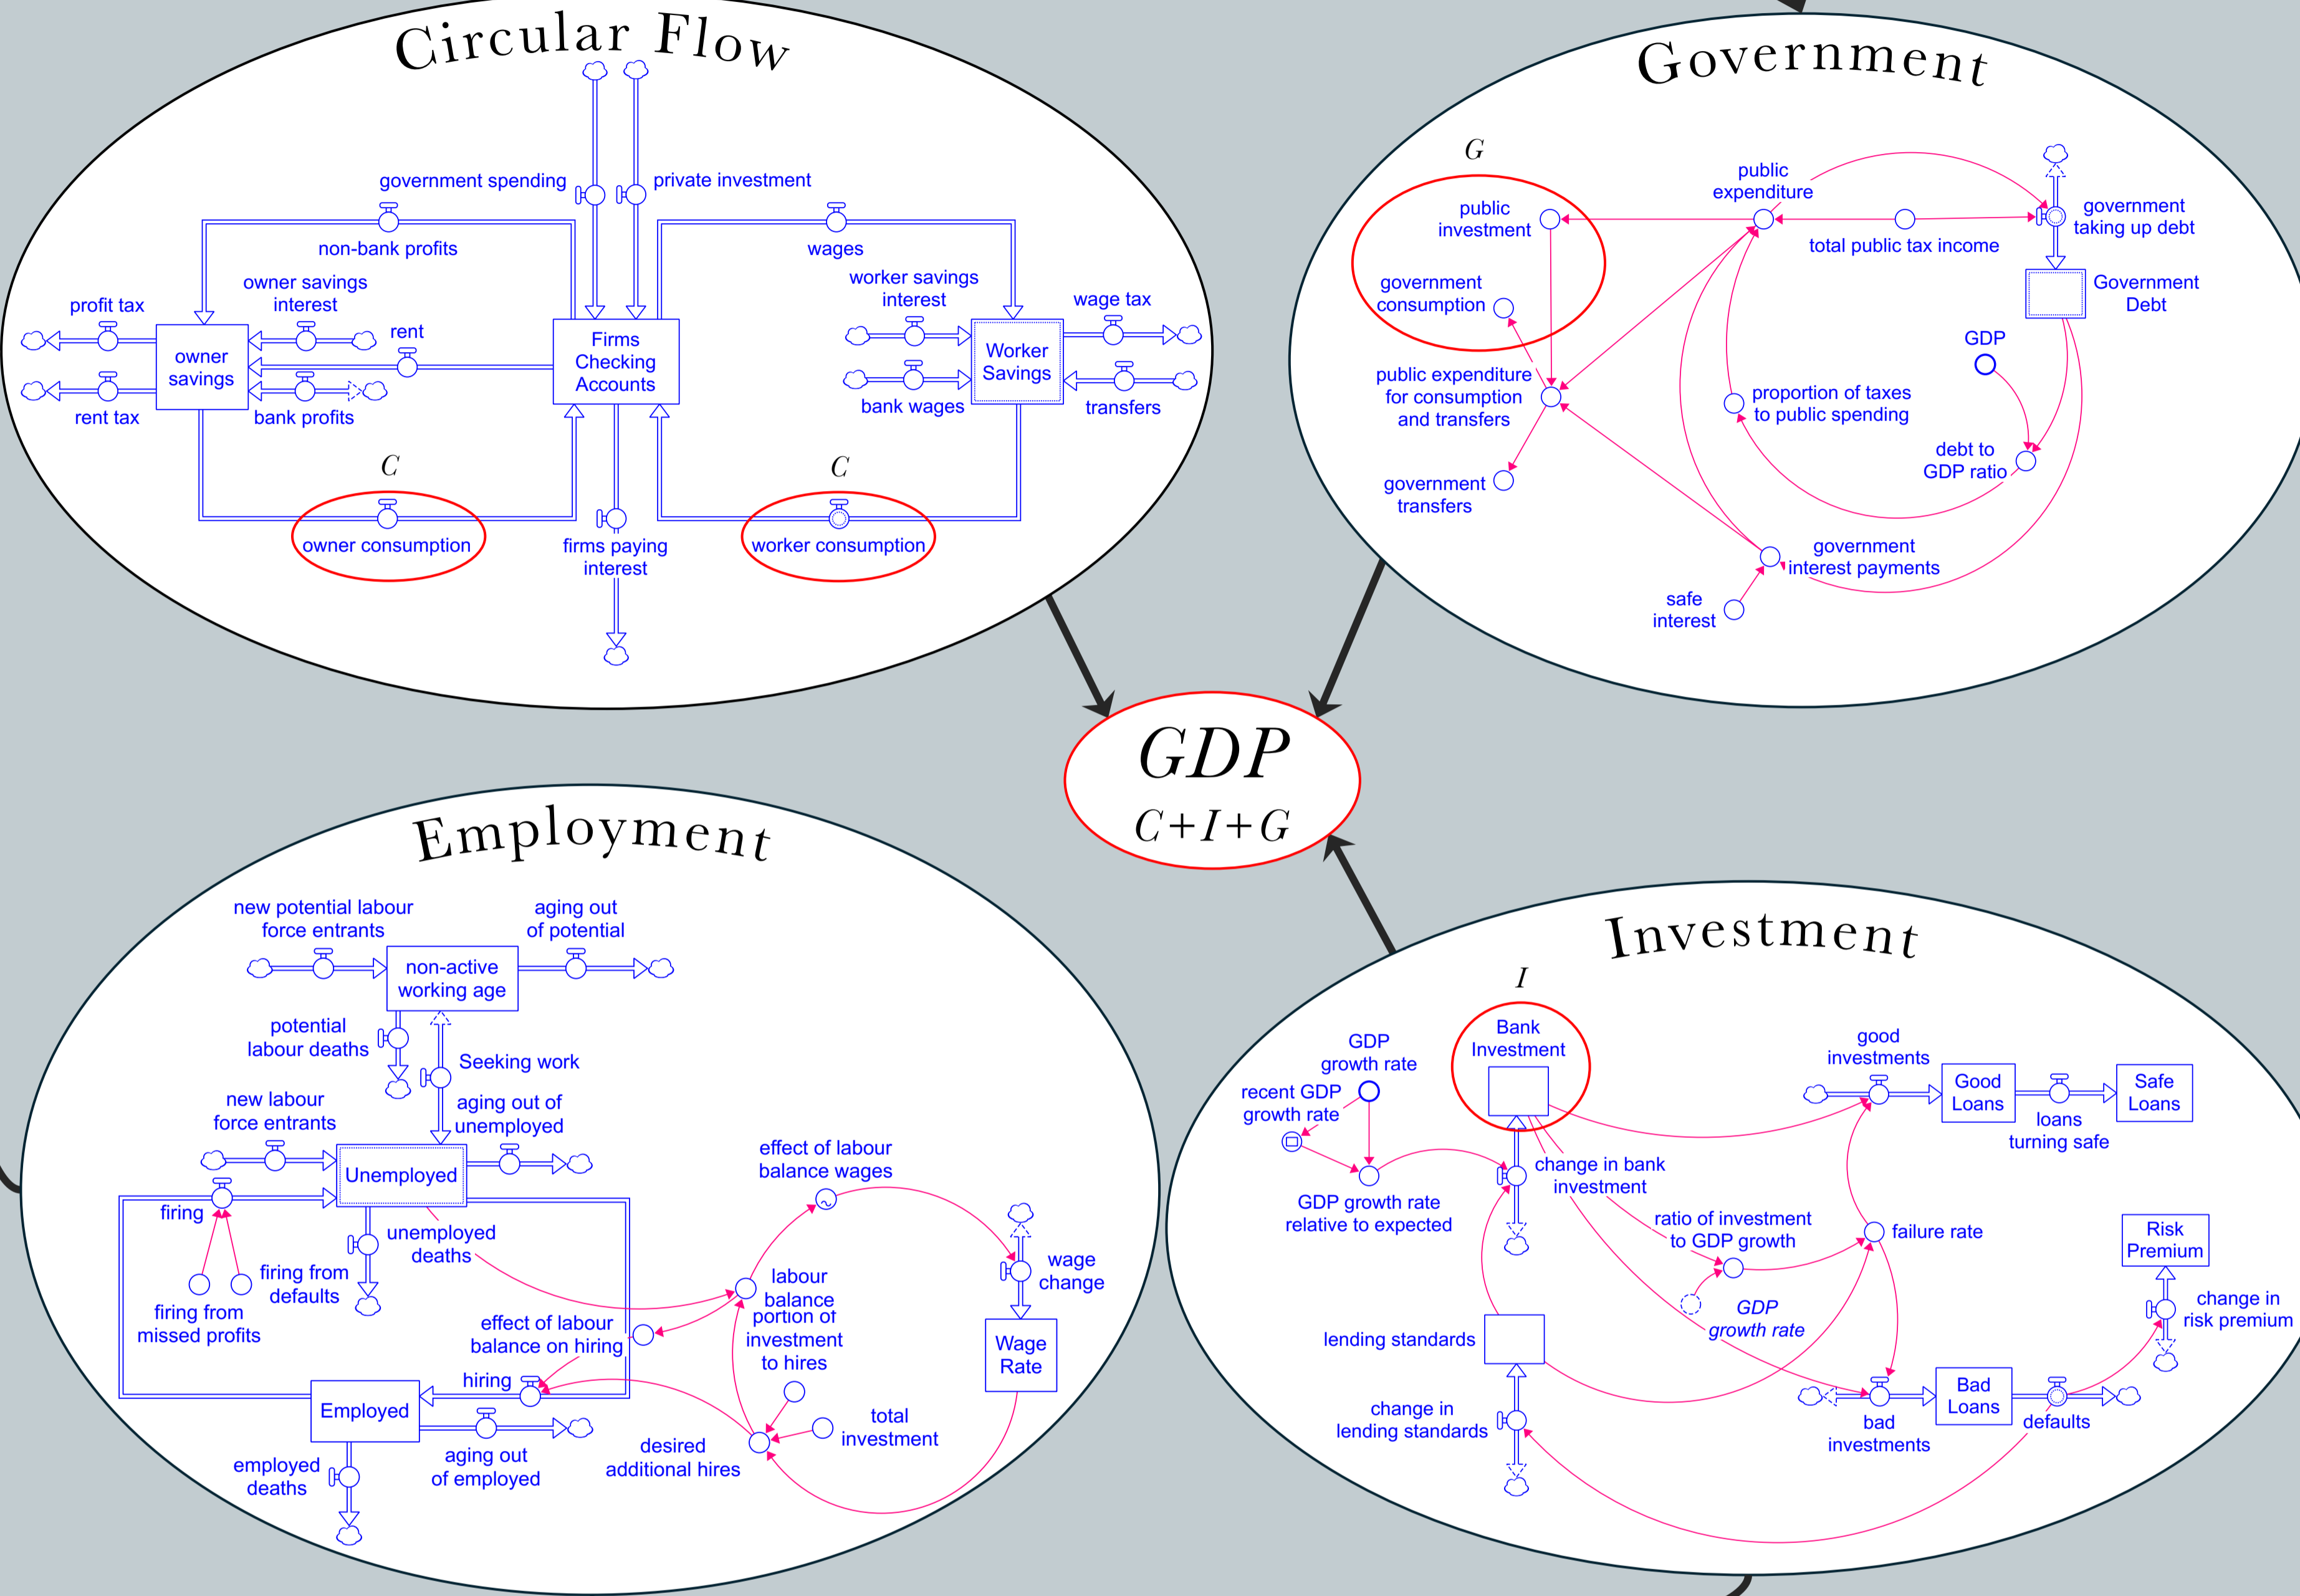 Circular Flow
government spending
private investment
non-bank profits
wages
owner savings
interest
worker savings
interest
profit tax
rent
wage tax
owner
savings
Firms
Checking
Accounts
Worker
Savings
rent tax
bank profits
bank wages
transfers
C
C
owner consumption
firms paying
interest
worker consumption
Government
G
public
expenditure
public
investment
government
taking up debt
total public tax income
government
consumption
Government
Debt
GDP
public expenditure
for consumption
and transfers
proportion of taxes
to public spending
debt to
GDP ratio
government
transfers
government
interest payments
safe
interest
GDP
C+I+G
Employment
new potential labour
force entrants
aging out
of potential
non-active
working age
potential
labour deaths
Seeking work
new labour
force entrants
aging out of
unemployed
Unemployed
effect of labour
balance wages
firing
unemployed
deaths
firing from
defaults
firing from
missed profits
labour
balance
wage
change
portion of
investment
to hires
effect of labour
balance on hiring
Wage
Rate
hiring
Employed
total
investment
desired
additional hires
aging out
of employed
employed
deaths
Investment
I
Bank
Investment
GDP
growth rate
good
investments
recent GDP
growth rate
Good
Loans
Safe
Loans
loans
turning safe
change in bank
investment
GDP growth rate
relative to expected
ratio of investment
to GDP growth
failure rate
Risk
Premium
GDP
growth rate
change in
risk premium
lending standards
Bad
Loans
change in
lending standards
bad
investments
defaults